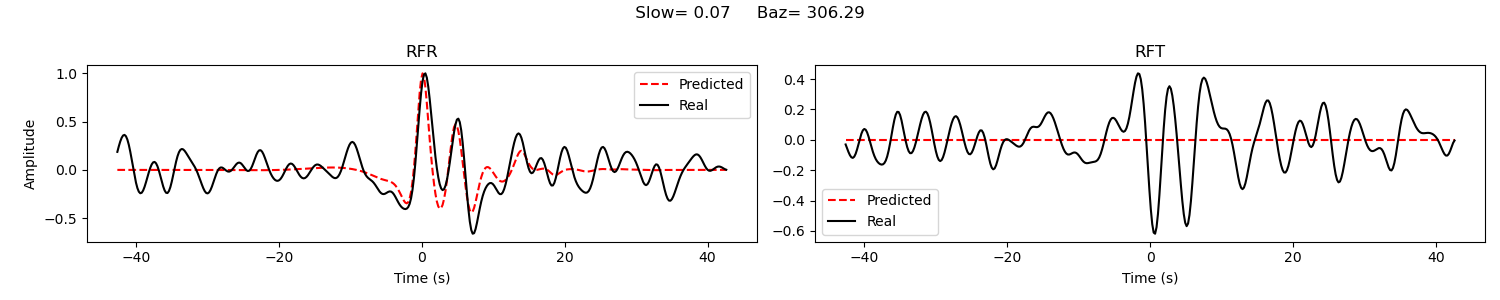 Slow= 0.07 Baz= 306.29
RFR
Amplitude
1.0
0.5
0.0
−0.5
Predicted
Real
−40 −20 0 20 40
Time (s)
RFT
0.4
0.2
0.0
−0.2
−0.4
−0.6
Predicted
Real
−40 −20 0 20 40
Time (s)